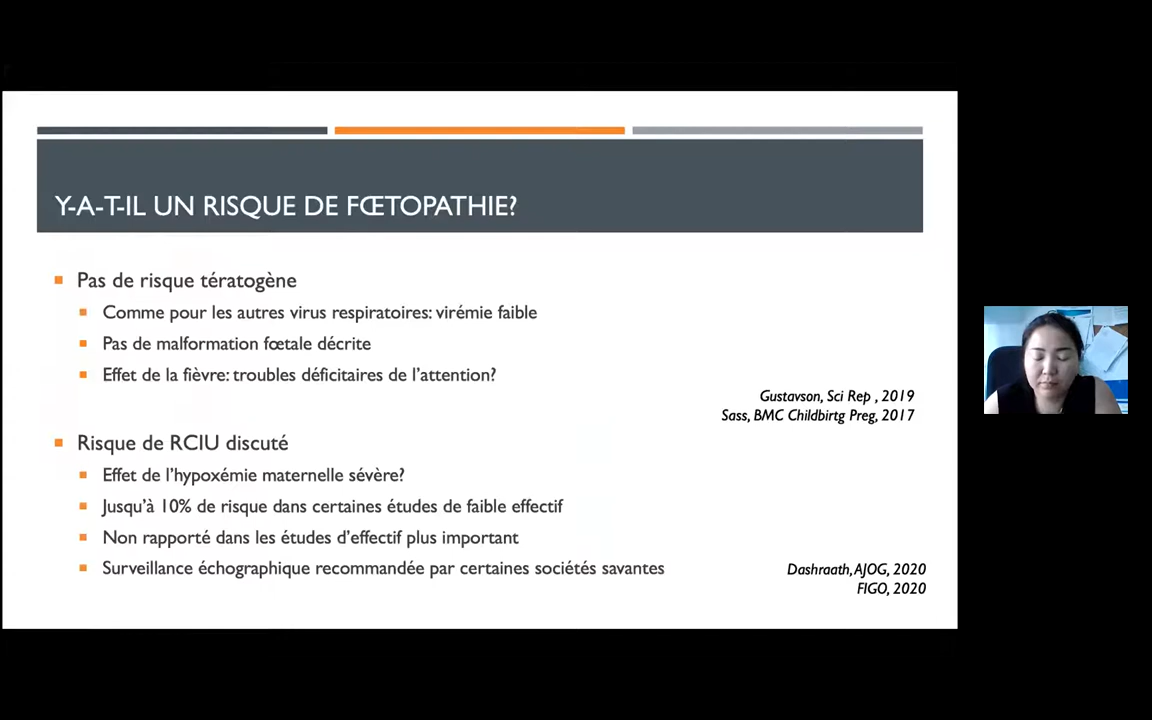 Y-A-T-IL UN RISQUE DE FŒTOPATHIE?
Pas de risque tératogène
Comme pour les autres virus respiratoires: virémie faible
Pas de malformation fœtale décrite
Effet de la fièvre: troubles déficitaires de l'attention?
Gustavson, Sci Rep , 2019
Sass, BMC Childbirtg Preg, 2017
Risque de RCIU discuté
Effet de l'hypoxémie maternelle sévère?
Jusqu'à 10% de risque dans certaines études de faible effectif
Non rapporté dans les études d'effectif plus important
Surveillance échographique recommandée par certaines sociétés savantes
Dashraath, AJOG, 2020
FIGO, 2020